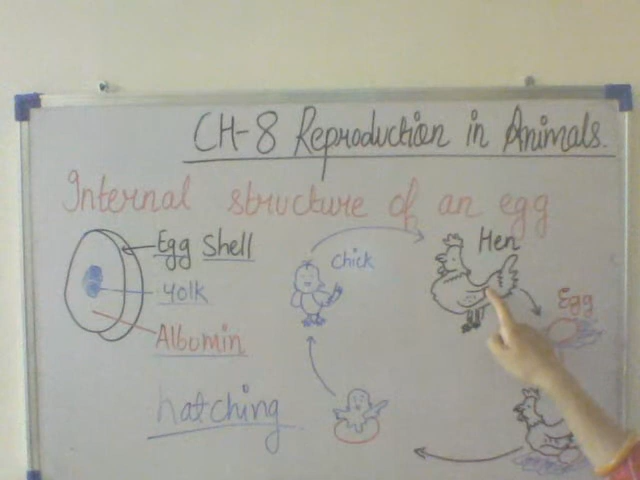 CH-8 Reproduction in Animals.
Internal structure of an egg
Egg Shell
Yolk
Albumin
hatching
Chick
Hen
Egg